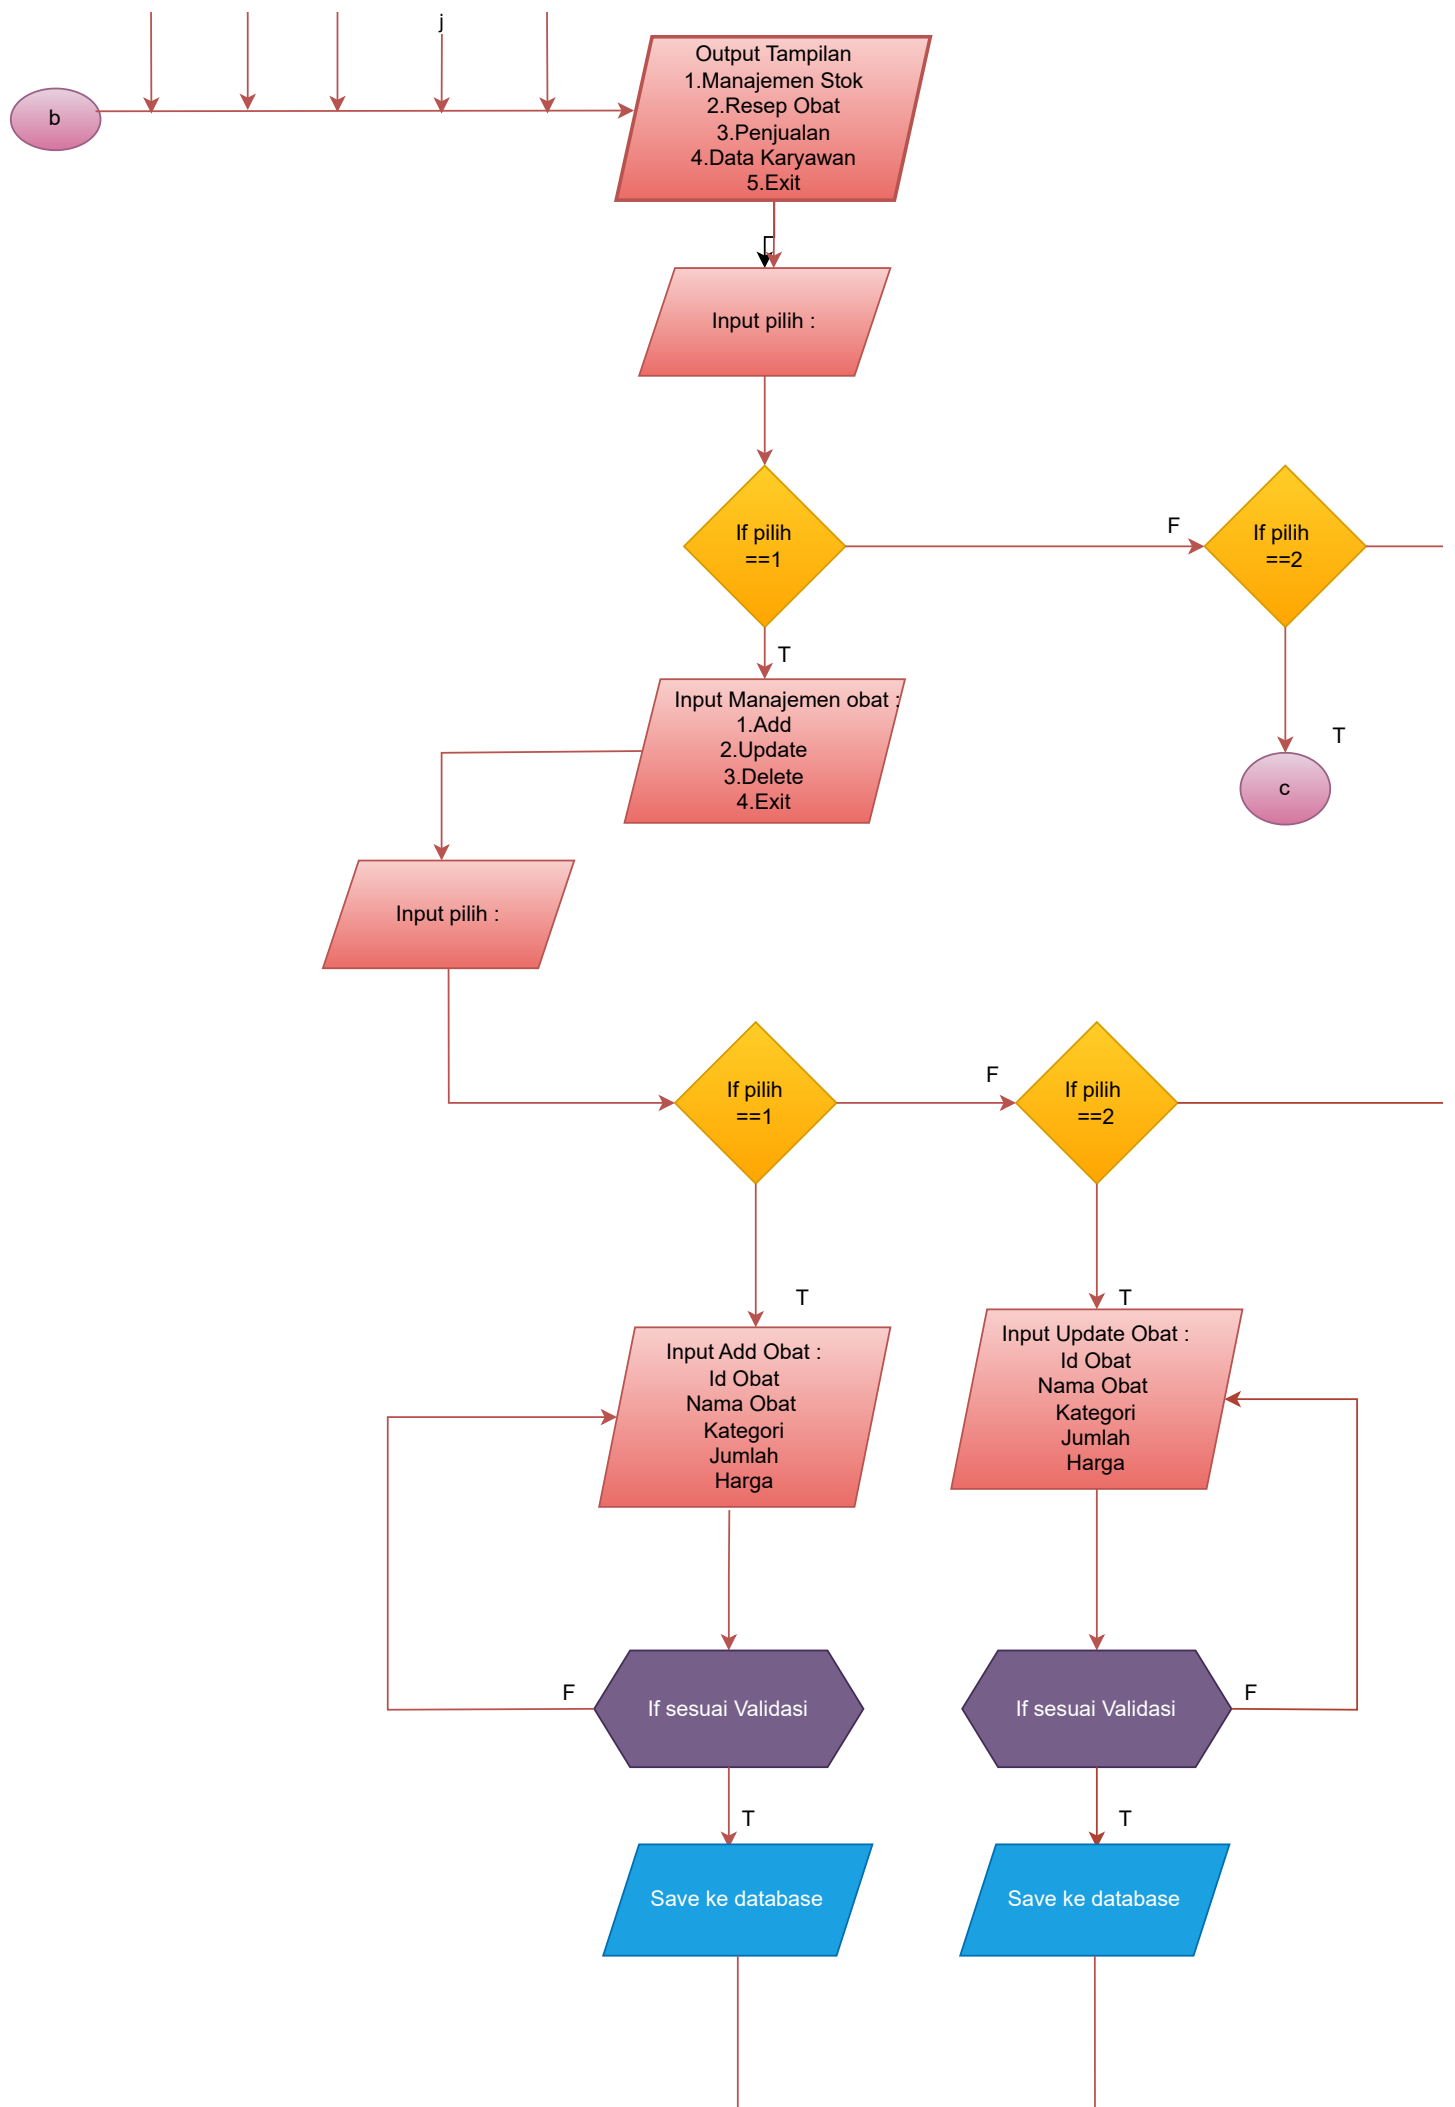 j
Output Tampilan
1.Manajemen Stok
2.Resep Obat
3.Penjualan
4.Data Karyawan
5.Exit
b
Input pilih :
If pilih
==1
F
If pilih
==2
T
Input Manajemen obat :
1.Add
2.Update
3.Delete
4.Exit
T
c
Input pilih :
If pilih
==1
F
If pilih
==2
T
T
Input Add Obat :
Id Obat
Nama Obat
Kategori
Jumlah
Harga
Input Update Obat :
Id Obat
Nama Obat
Kategori
Jumlah
Harga
F
If sesuai Validasi
If sesuai Validasi
F
T
T
Save ke database
Save ke database